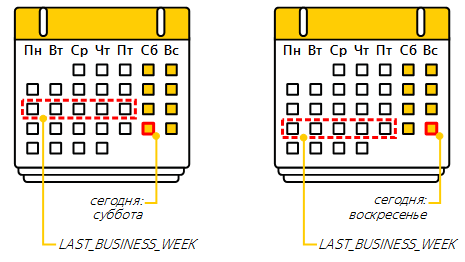 Пн Вт Ср Чт Пт Сб Вс
сегодня:
суббота
LAST_BUSINESS_WEEK
Пн Вт Ср Чт Пт Сб Вс
сегодня:
воскресенье
LAST_BUSINESS_WEEK